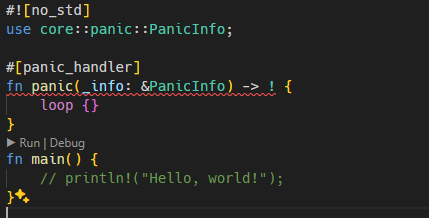 #![no_std]
use core::panic::PanicInfo;

#[panic_handler]
fn panic(_info: &PanicInfo) -> ! {
    loop {}
}
Run | Debug
fn main() {
    // println!("Hello, world!");
}